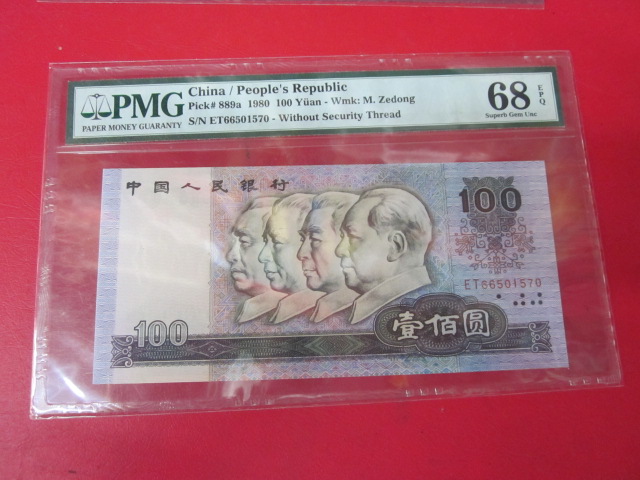 PMG
PAPER MONEY GUARANTY
China / People's Republic
Pick# 889a 1980 100 Yüan - Wmk: M. Zedong
S/N ET66501570 - Without Security Thread
68 EPQ
Superb Gem Unc
中国人民银行
100
ET66501570
100
壹佰圆